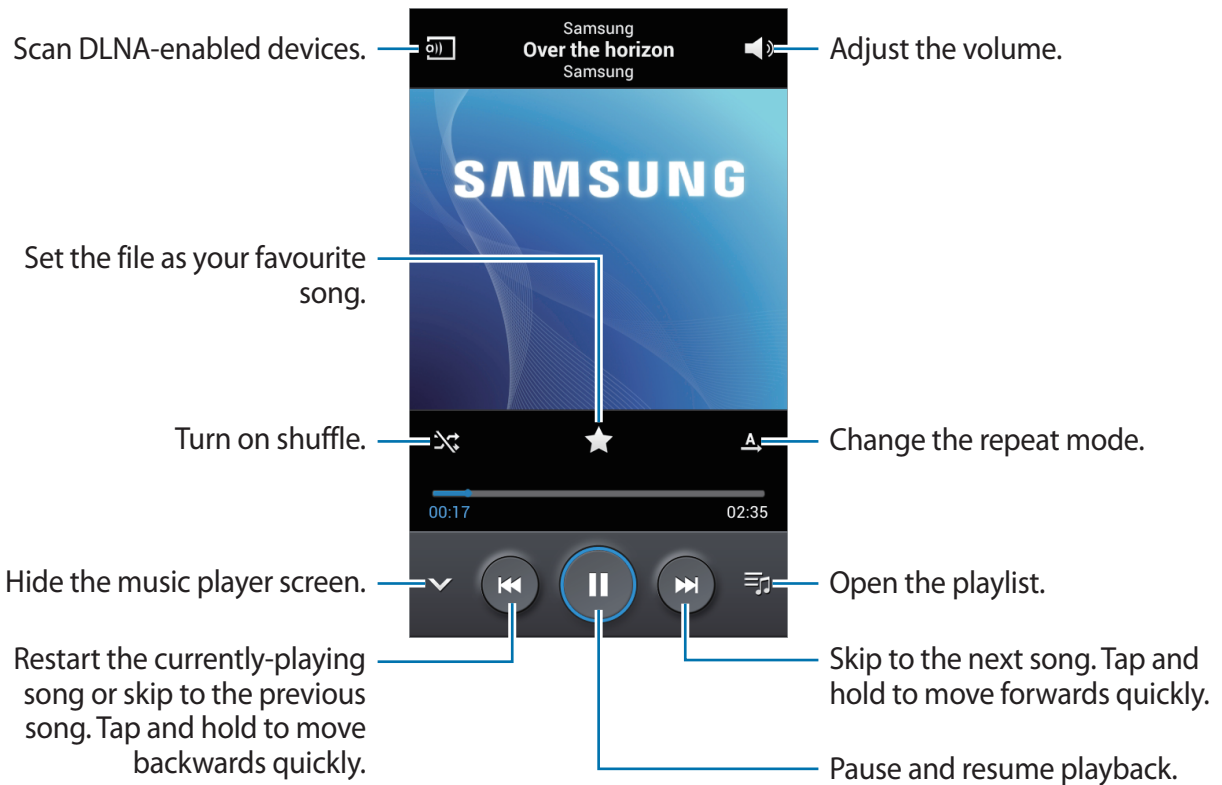 Scan DLNA-enabled devices.
Samsung
Over the horizon
Samsung
Adjust the volume.
SAMSUNG
Set the file as your favourite
song.
Turn on shuffle.
A
Change the repeat mode.
00:17
02:35
Hide the music player screen.
Open the playlist.
Restart the currently-playing
song or skip to the previous
song. Tap and hold to move
backwards quickly.
Skip to the next song. Tap and
hold to move forwards quickly.
Pause and resume playback.